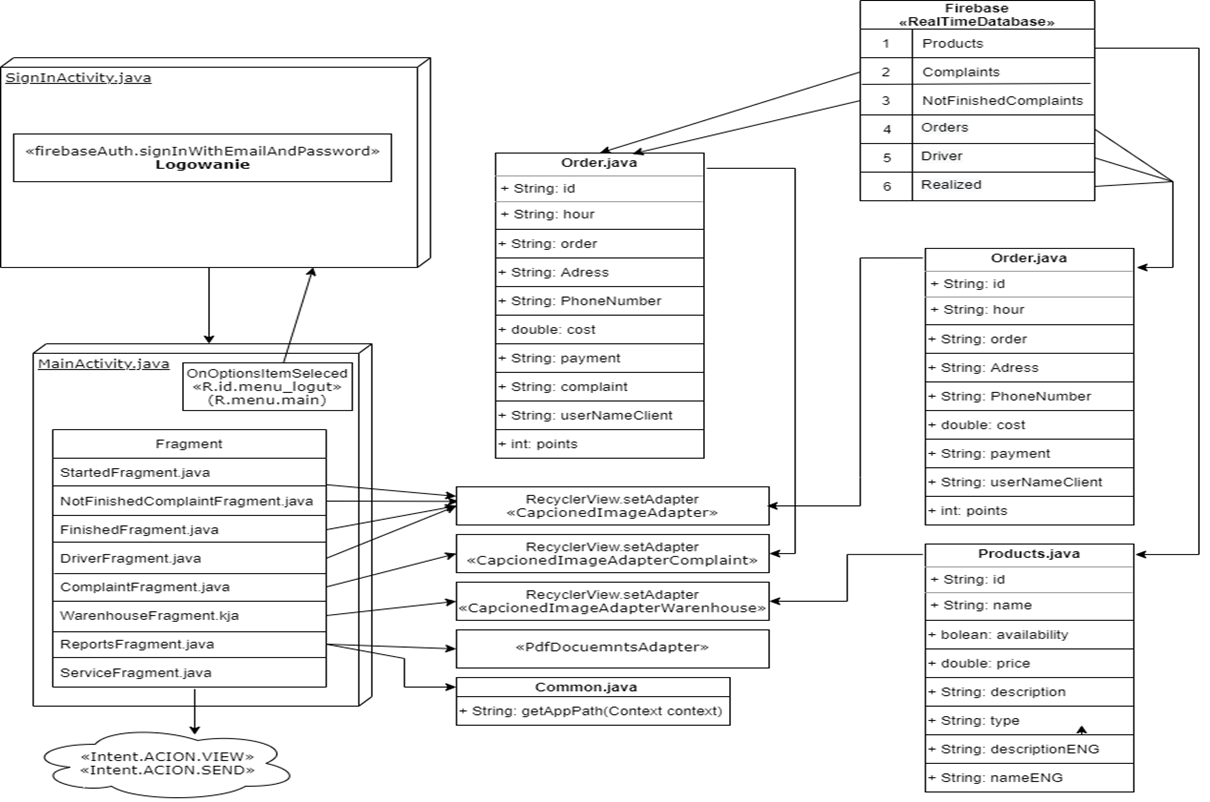 Firebase
«RealTimeDatabase»
1 Products
2 Complaints
3 NotFinishedComplaints
4 Orders
5 Driver
6 Realized
SignInActivity.java
«firebaseAuth.signInWithEmailAndPassword»
Logowanie
Order.java
+ String: id
+ String: hour
+ String: order
+ String: Adress
+ String: PhoneNumber
+ double: cost
+ String: payment
+ String: complaint
+ String: userNameClient
+ int: points
Order.java
+ String: id
+ String: hour
+ String: order
+ String: Adress
+ String: PhoneNumber
+ double: cost
+ String: payment
+ String: userNameClient
+ int: points
MainActivity.java
OnOptionsItemSeleced
«R.id.menu_logut»
(R.menu.main)
Fragment
StartedFragment.java
NotFinishedComplaintFragment.java
FinishedFragment.java
DriverFragment.java
ComplaintFragment.java
WarenhouseFragment.kja
ReportsFragment.java
ServiceFragment.java
RecyclerView.setAdapter
«CapcionedImageAdapter»
RecyclerView.setAdapter
«CapcionedImageAdapterComplaint»
RecyclerView.setAdapter
«CapcionedImageAdapterWarenhouse»
«PdfDocuemntsAdapter»
Common.java
+ String: getAppPath(Context context)
Products.java
+ String: id
+ String: name
+ bolean: availability
+ double: price
+ String: description
+ String: type
+ String: descriptionENG
+ String: nameENG
«Intent.ACION.VIEW»
«Intent.ACION.SEND»